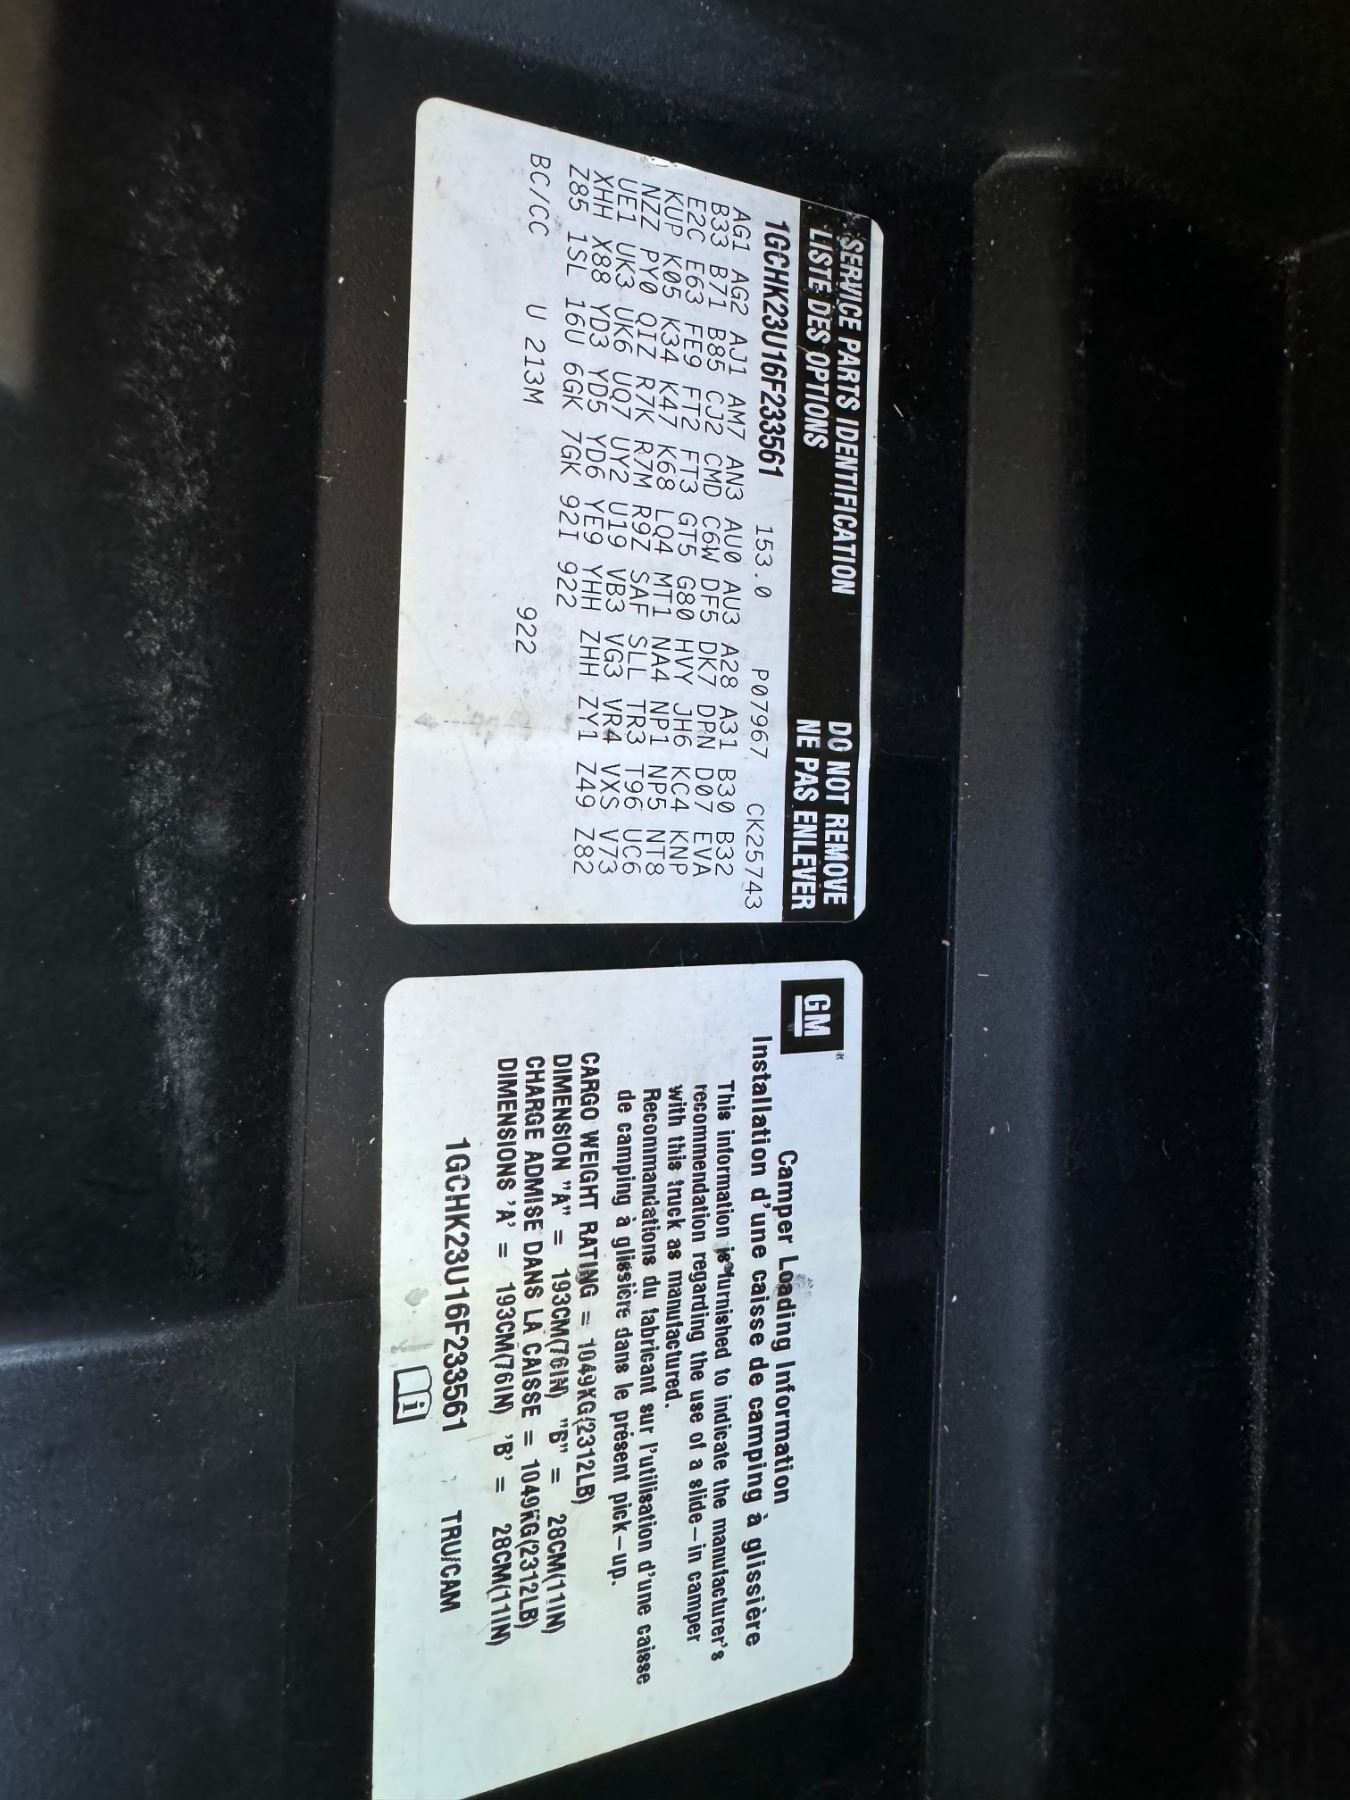 SERVICE PARTS IDENTIFICATION DO NOT REMOVE
LISTE DES OPTIONS NE PAS ENLEVER
1GCHK23U16F233561 153.0 P07967 CK25743
AG1 AG2 AJ1 AM7 AN3 AU0 AU3 A28 A31 B30 B32
B33 B71 B85 CJ2 CMD C6W DF5 DK7 DPN D07 EVA
E2C E63 FE9 FT2 FT3 GT5 G80 HVY JH6 KC4 KNP
KUP K05 K34 K47 K68 LQ4 MT1 NA4 NP1 NP5 NT8
NZZ PY0 QIZ R7K R7M R9Z SAF SLL TR3 T96 UC6
UE1 UK3 UK6 UQ7 UY2 U19 VB3 VG3 VR4 VXS V73
XHH X88 YD3 YD5 YD6 YE9 YHH ZHH ZY1 Z49 Z82
Z85 1SL 16U 6GK 7GK 92I 922
BC/CC U 213M 922
GM
Camper Loading Information
Installation d'une caisse de camping à glissière
This information is furnished to indicate the manufacturer's
recommendation regarding the use of a slide-in camper
with this truck as manufactured.
Recommandations du fabricant sur l'utilisation d'une caisse
de camping à glissière dans le présent pick-up.
CARGO WEIGHT RATING = 1049KG(2312LB)
DIMENSION "A" = 193CM(76IN) "B" = 28CM(11IN)
CHARGE ADMISE DANS LA CAISSE = 1049KG(2312LB)
DIMENSIONS 'A' = 193CM(76IN) 'B' = 28CM(11IN)
1GCHK23U16F233561 TRU/CAM